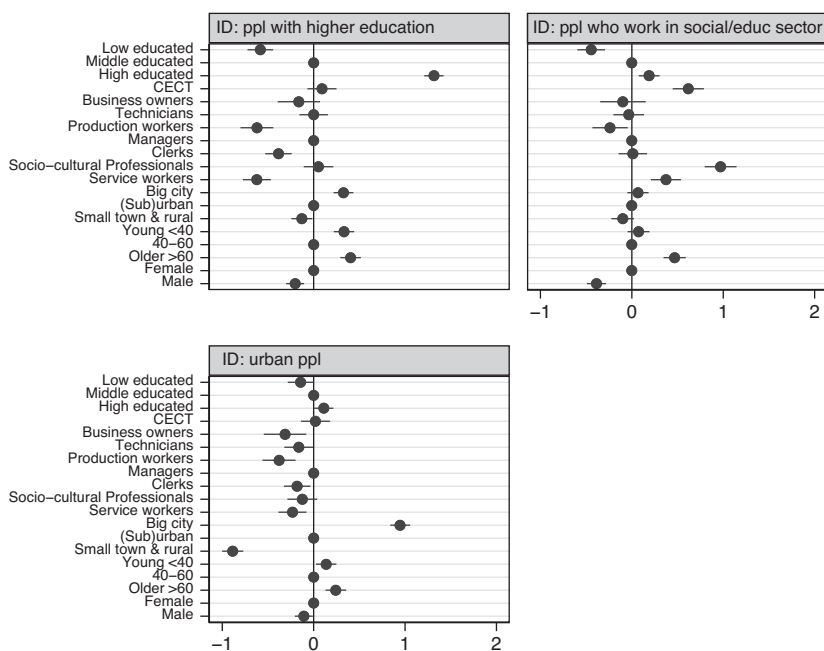 ID: ppl with higher education
ID: ppl who work in social/educ sector
Low educated
Middle educated
High educated
CECT
Business owners
Technicians
Production workers
Managers
Clerks
Socio−cultural Professionals
Service workers
Big city
(Sub)urban
Small town & rural
Young <40
40−60
Older >60
Female
Male
−1 0 1 2
ID: urban ppl
Low educated
Middle educated
High educated
CECT
Business owners
Technicians
Production workers
Managers
Clerks
Socio−cultural Professionals
Service workers
Big city
(Sub)urban
Small town & rural
Young <40
40−60
Older >60
Female
Male
−1 0 1 2